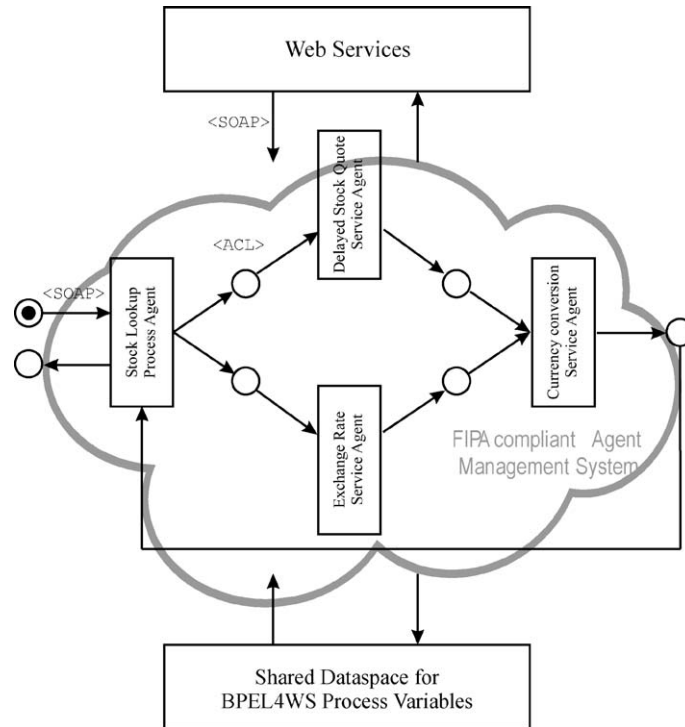 Web Services
<SOAP>
Delayed Stock Quote
Service Agent
<ACL>
<SOAP>
Stock Lookup
Process Agent
Currency conversion
Service Agent
Exchange Rate
Service Agent
FIPA compliant Agent
Management System
Shared Dataspace for
BPEL4WS Process Variables